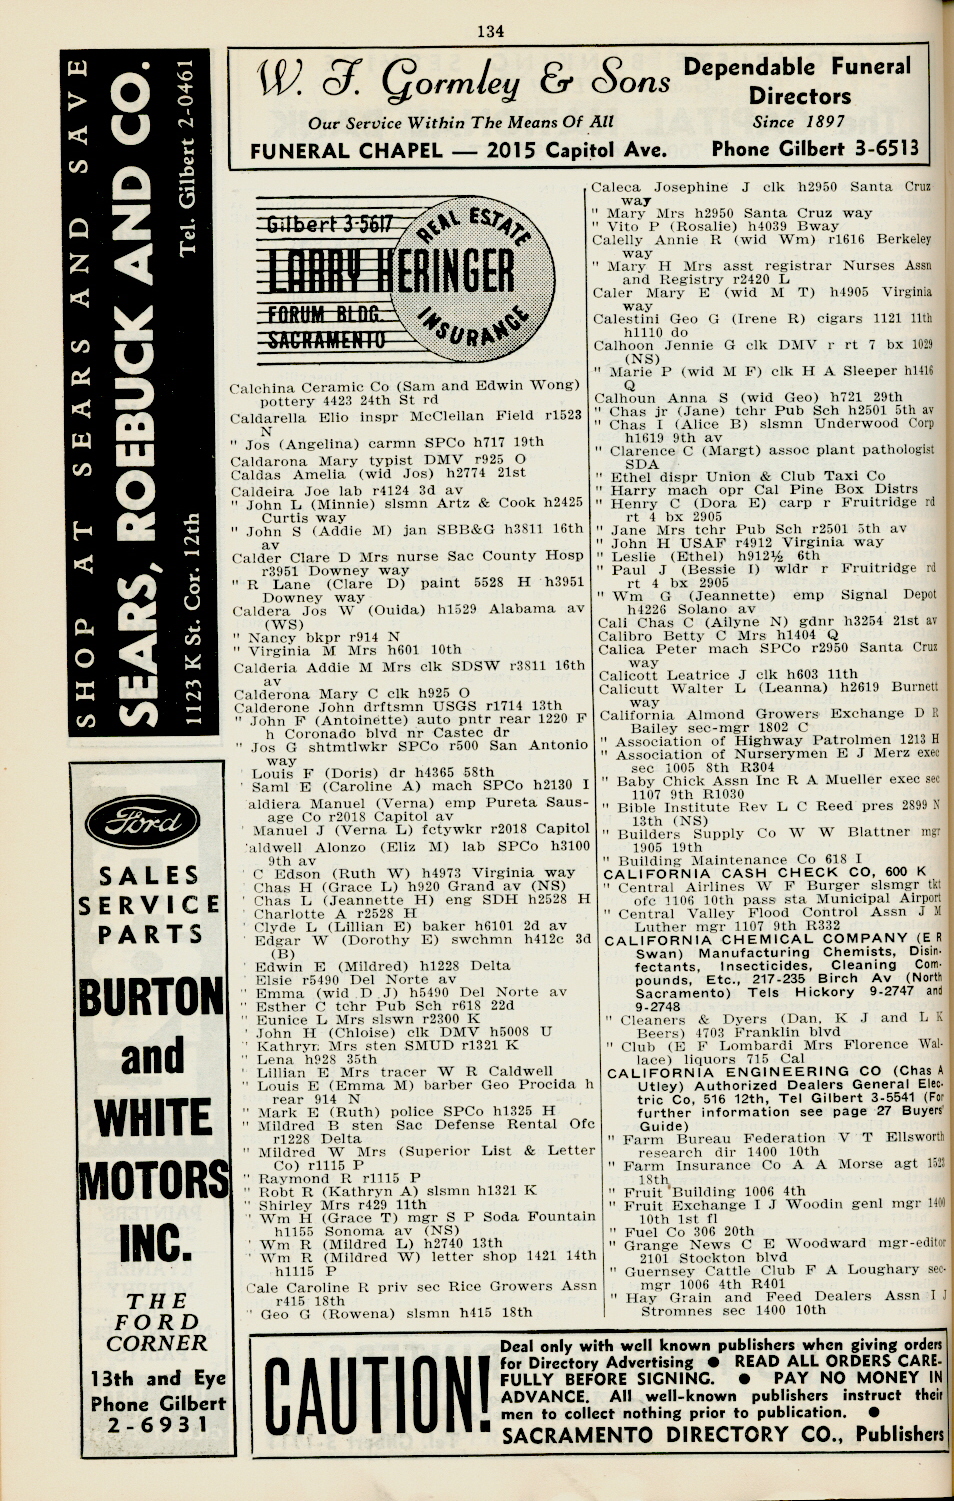 134
SHOP AT SEARS AND SAVE
SEARS, ROEBUCK AND CO.
1123 K St. Cor. 12th Tel. Gilbert 2-0461
W. F. Gormley & Sons
Our Service Within The Means Of All
FUNERAL CHAPEL — 2015 Capitol Ave.
Dependable Funeral
Directors
Since 1897
Phone Gilbert 3-6513
Gilbert 3-5617
LARRY HERINGER
FORUM BLDG.
SACRAMENTO
REAL ESTATE
INSURANCE
Calchina Ceramic Co (Sam and Edwin Wong)
pottery 4423 24th St rd
Caldarella Elio inspr McClellan Field r1523
N
" Jos (Angelina) carmn SPCo h717 19th
Caldarona Mary typist DMV r925 O
Caldas Amelia (wid Jos) h2774 21st
Caldeira Joe lab r4124 3d av
" John L (Minnie) slsmn Artz & Cook h2425
Curtis way
" John S (Addie M) jan SBB&G h3811 16th
av
Calder Clare D Mrs nurse Sac County Hosp
r3951 Downey way
" R Lane (Clare D) paint 5528 H h3951
Downey way
Caldera Jos W (Ouida) h1529 Alabama av
(WS)
" Nancy bkpr r914 N
" Virginia M Mrs h601 10th
Calderia Addie M Mrs clk SDSW r3811 16th
av
Calderona Mary C clk h925 O
Calderone John drftsmn USGS r1714 13th
" John F (Antoinette) auto pntr rear 1220 F
h Coronado blvd nr Castec dr
" Jos G shtmtlwkr SPCo r500 San Antonio
way
' Louis F (Doris) dr h4365 58th
' Saml E (Caroline A) mach SPCo h2130 I
aldiera Manuel (Verna) emp Pureta Saus-
age Co r2018 Capitol av
' Manuel J (Verna L) fctywkr r2018 Capitol
'aldwell Alonzo (Eliz M) lab SPCo h3100
9th av
' C Edson (Ruth W) h4973 Virginia way
' Chas H (Grace L) h920 Grand av (NS)
' Chas L (Jeannette H) eng SDH h2528 H
' Charlotte A r2528 H
' Clyde L (Lillian E) baker h6101 2d av
' Edgar W (Dorothy E) swchmn h412c 3d
(B)
" Edwin E (Mildred) h1228 Delta
' Elsie r5490 Del Norte av
" Emma (wid D J) h5490 Del Norte av
" Esther C tchr Pub Sch r618 22d
" Eunice L Mrs slswn r2300 K
' John H (Chloise) clk DMV h5008 U
' Kathryn Mrs sten SMUD r1321 K
" Lena h928 35th
' Lillian E Mrs tracer W R Caldwell
" Louis E (Emma M) barber Geo Procida h
rear 914 N
" Mark E (Ruth) police SPCo h1325 H
" Mildred B sten Sac Defense Rental Ofc
r1228 Delta
" Mildred W Mrs (Superior List & Letter
Co) r1115 P
" Raymond R r1115 P
" Robt R (Kathryn A) slsmn h1321 K
" Shirley Mrs r429 11th
' Wm H (Grace T) mgr S P Soda Fountain
h1155 Sonoma av (NS)
' Wm R (Mildred L) h2740 13th
' Wm R (Mildred W) letter shop 1421 14th
h1115 P
Cale Caroline R priv sec Rice Growers Assn
r415 18th
" Geo G (Rowena) slsmn h415 18th
Caleca Josephine J clk h2950 Santa Cruz
way
" Mary Mrs h2950 Santa Cruz way
" Vito P (Rosalie) h4039 Bway
Calelly Annie R (wid Wm) r1616 Berkeley
way
" Mary H Mrs asst registrar Nurses Assn
and Registry r2420 L
Caler Mary E (wid M T) h4905 Virginia
way
Calestini Geo G (Irene R) cigars 1121 11th
h1110 do
Calhoon Jennie G clk DMV r rt 7 bx 1029
(NS)
" Marie P (wid M F) clk H A Sleeper h1416
Q
Calhoun Anna S (wid Geo) h721 29th
" Chas jr (Jane) tchr Pub Sch h2501 5th av
" Chas I (Alice B) slsmn Underwood Corp
h1619 9th av
" Clarence C (Margt) assoc plant pathologist
SDA
" Ethel dispr Union & Club Taxi Co
" Harry mach opr Cal Pine Box Distrs
" Henry C (Dora E) carp r Fruitridge rd
rt 4 bx 2905
" Jane Mrs tchr Pub Sch r2501 5th av
" John H USAF r4912 Virginia way
" Leslie (Ethel) h912½ 6th
" Paul J (Bessie I) wldr r Fruitridge rd
rt 4 bx 2905
" Wm G (Jeannette) emp Signal Depot
h4226 Solano av
Cali Chas C (Ailyne N) gdnr h3254 21st av
Calibro Betty C Mrs h1404 Q
Calica Peter mach SPCo r2950 Santa Cruz
way
Calicott Leatrice J clk h603 11th
Calicutt Walter L (Leanna) h2619 Burnett
way
California Almond Growers Exchange D R
Bailey sec-mgr 1802 C
" Association of Highway Patrolmen 1213 H
" Association of Nurserymen E J Merz exec
sec 1005 8th R304
" Baby Chick Assn Inc R A Mueller exec sec
1107 9th R1030
" Bible Institute Rev L C Reed pres 2899 N
13th (NS)
" Builders Supply Co W W Blattner mgr
1905 19th
" Building Maintenance Co 618 I
CALIFORNIA CASH CHECK CO, 600 K
" Central Airlines W F Burger slsmgr tkt
ofc 1106 10th pass sta Municipal Airport
" Central Valley Flood Control Assn J M
Luther mgr 1107 9th R332
CALIFORNIA CHEMICAL COMPANY (E R
Swan) Manufacturing Chemists, Disin-
fectants, Insecticides, Cleaning Com-
pounds, Etc., 217-235 Birch Av (North
Sacramento) Tels Hickory 9-2747 and
9-2748
" Cleaners & Dyers (Dan, K J and L K
Beers) 4703 Franklin blvd
" Club (E F Lombardi Mrs Florence Wal-
lace) liquors 715 Cal
CALIFORNIA ENGINEERING CO (Chas A
Utley) Authorized Dealers General Elec-
tric Co, 516 12th, Tel Gilbert 3-5541 (For
further information see page 27 Buyers'
Guide)
" Farm Bureau Federation V T Ellsworth
research dir 1400 10th
" Farm Insurance Co A A Morse agt 1523
18th
" Fruit Building 1006 4th
" Fruit Exchange I J Woodin genl mgr 1400
10th 1st fl
" Fuel Co 306 20th
" Grange News C E Woodward mgr-editor
2101 Stockton blvd
" Guernsey Cattle Club F A Loughary sec-
mgr 1006 4th R401
" Hay Grain and Feed Dealers Assn I J
Stromnes sec 1400 10th
Ford
SALES
SERVICE
PARTS
BURTON
and
WHITE
MOTORS
INC.
THE
FORD
CORNER
13th and Eye
Phone Gilbert
2-6931
CAUTION!
Deal only with well known publishers when giving orders
for Directory Advertising ● READ ALL ORDERS CARE-
FULLY BEFORE SIGNING. ● PAY NO MONEY IN
ADVANCE. All well-known publishers instruct their
men to collect nothing prior to publication. ●
SACRAMENTO DIRECTORY CO., Publishers